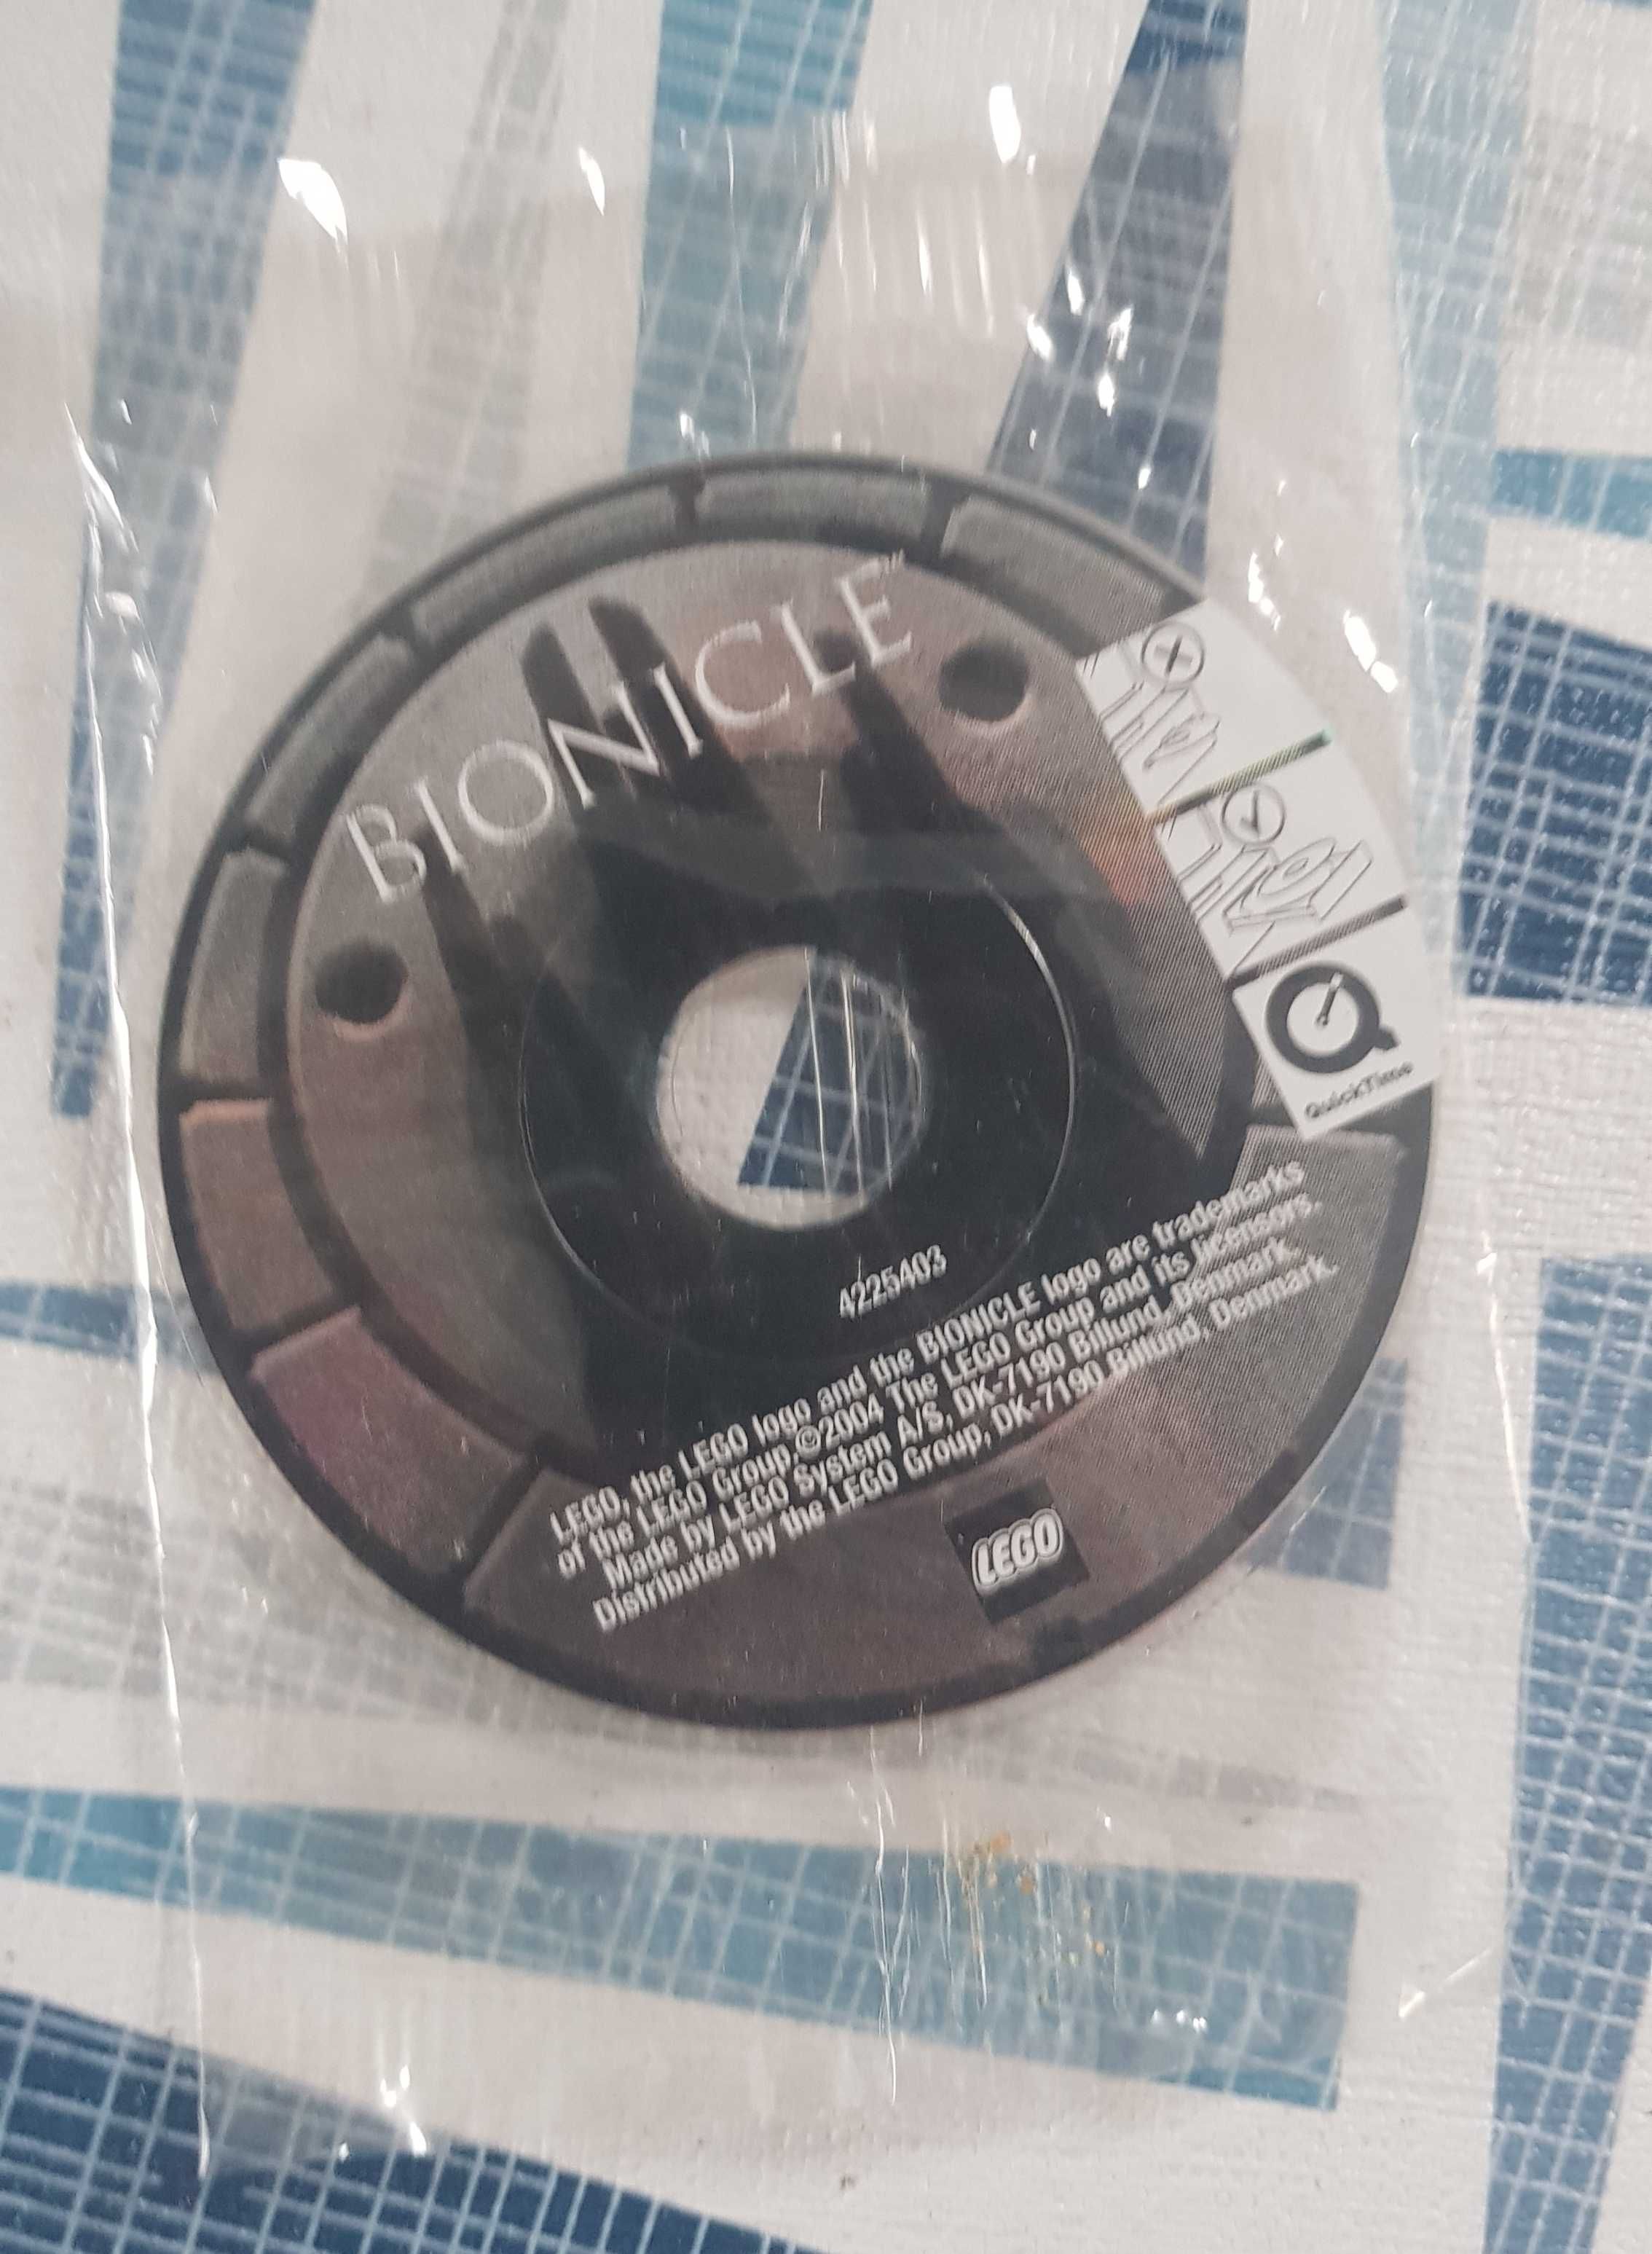 BIONICLE™
QuickTime
4225403
LEGO, the LEGO logo and the BIONICLE logo are trademarks
of the LEGO Group.©2004 The LEGO Group and its licensors.
Made by LEGO System A/S, DK-7190 Billund, Denmark.
Distributed by the LEGO Group, DK-7190 Billund, Denmark.
LEGO